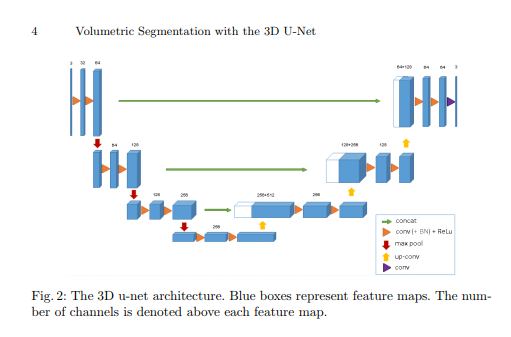 4 Volumetric Segmentation with the 3D U-Net
3 32 64
64+128 64 64 3
64 128
128+256 128
128 256
256+512 256
256
concat
conv (+ BN) + ReLu
max pool
up-conv
conv
Fig. 2: The 3D u-net architecture. Blue boxes represent feature maps. The num-
ber of channels is denoted above each feature map.